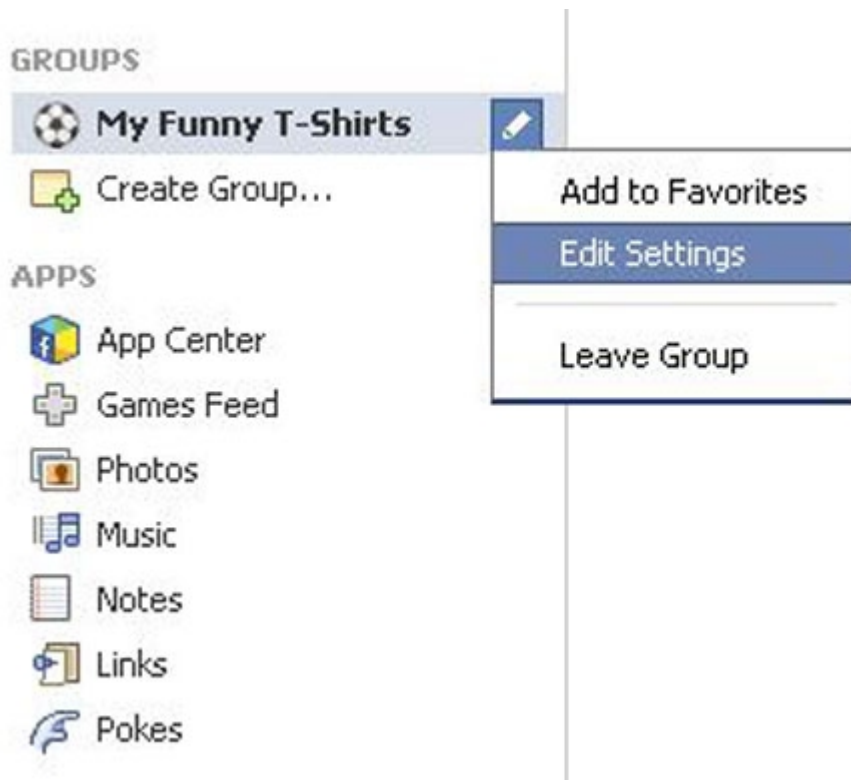 GROUPS
My Funny T-Shirts
Create Group...
Add to Favorites
Edit Settings
Leave Group
APPS
App Center
Games Feed
Photos
Music
Notes
Links
Pokes